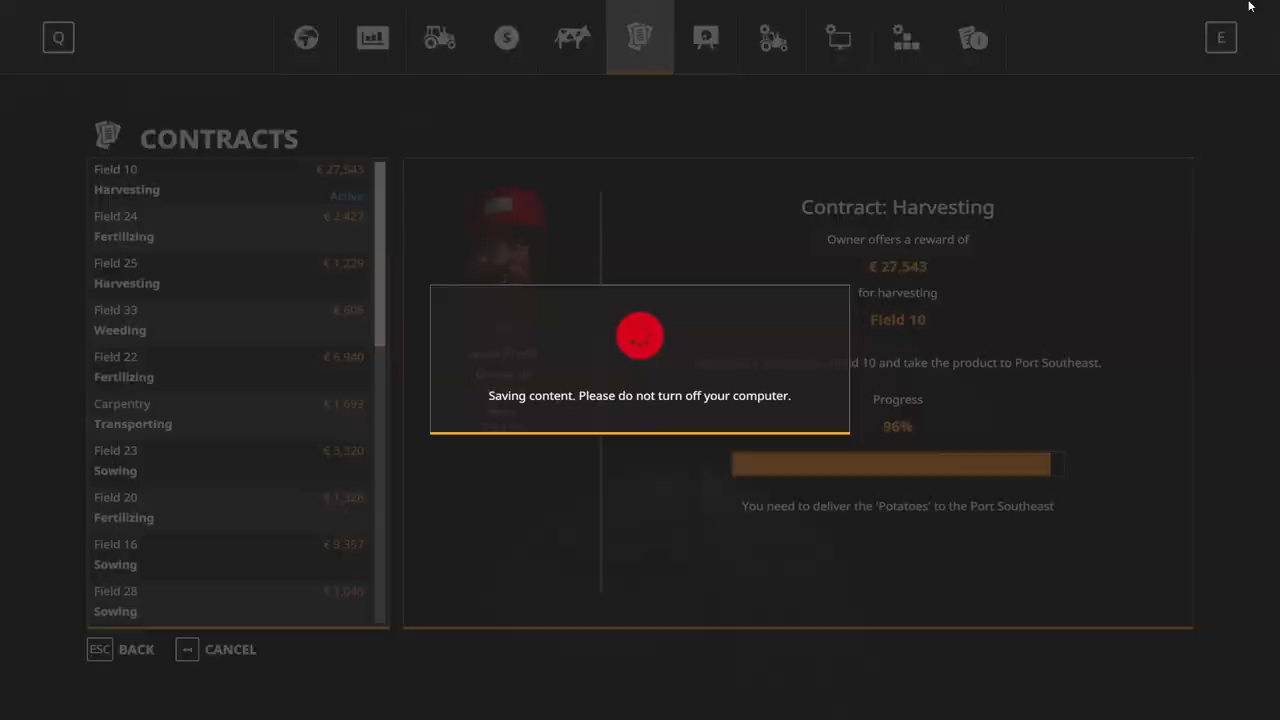 Q
E
CONTRACTS
Field 10 € 27,543
Harvesting
Active
Field 24 € 2,427
Fertilizing
Field 25 € 1,229
Harvesting
Field 33 € 606
Weeding
Field 22 € 6,940
Fertilizing
Carpentry € 1,693
Transporting
Field 23 € 3,320
Sowing
Field 20 € 1,326
Fertilizing
Field 16 € 9,357
Sowing
Field 28 € 1,046
Sowing
Contract: Harvesting
Owner offers a reward of
€ 27,543
for harvesting
Field 10
d 10 and take the product to Port Southeast.
Progress
96%
You need to deliver the 'Potatoes' to the Port Southeast
Saving content. Please do not turn off your computer.
ESC BACK CANCEL